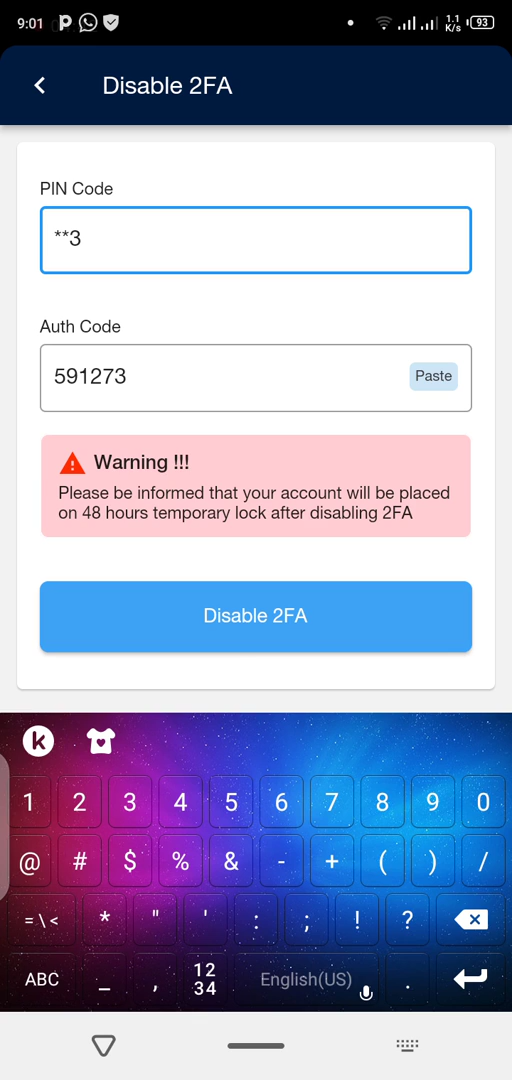 9:01
1.1
K/s
93
Disable 2FA
PIN Code
**3
Auth Code
591273
Paste
Warning !!!
Please be informed that your account will be placed
on 48 hours temporary lock after disabling 2FA
Disable 2FA
k
1 2 3 4 5 6 7 8 9 0
@ # $ % & - + ( ) /
=\< * " ' : ; ! ?
ABC _ , 12 34 English(US) .